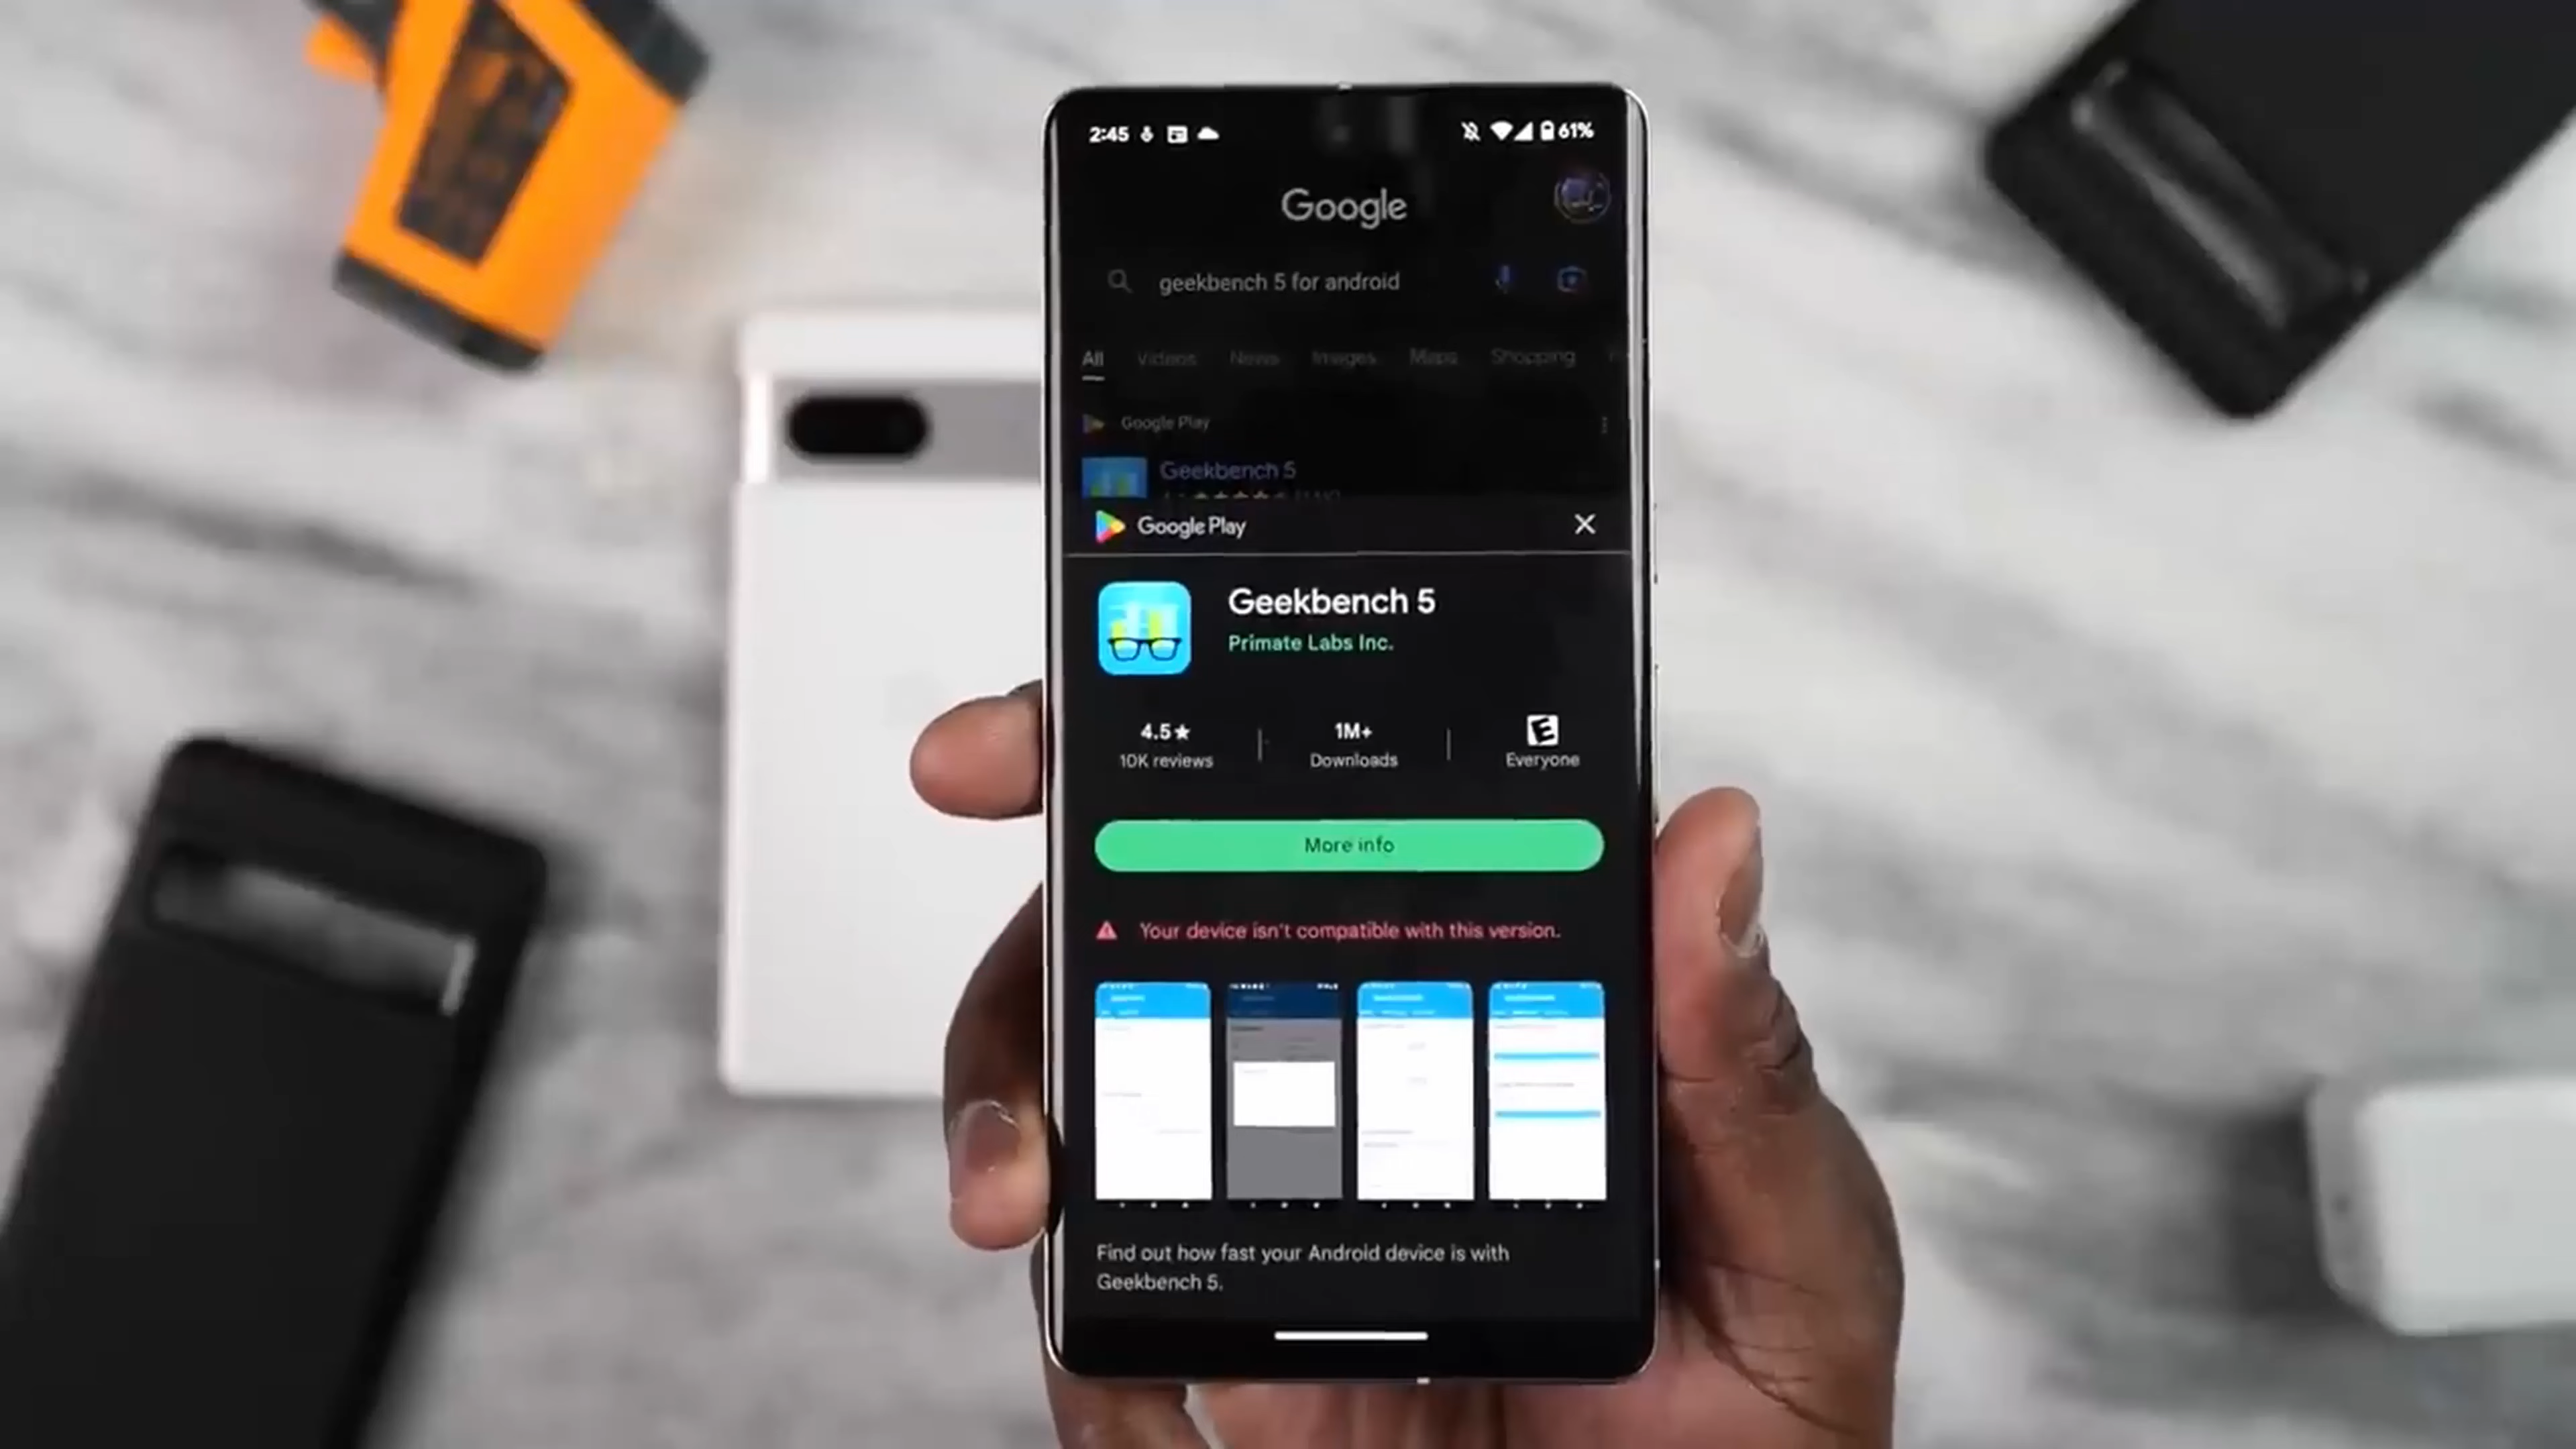 2:45 61%
Google
geekbench 5 for android
All Videos News Images Maps Shopping
Google Play
Geekbench 5
Google Play
Geekbench 5
Primate Labs Inc.
4.5★ 1M+ E
10K reviews Downloads Everyone
More info
Your device isn't compatible with this version.
Find out how fast your Android device is with
Geekbench 5.